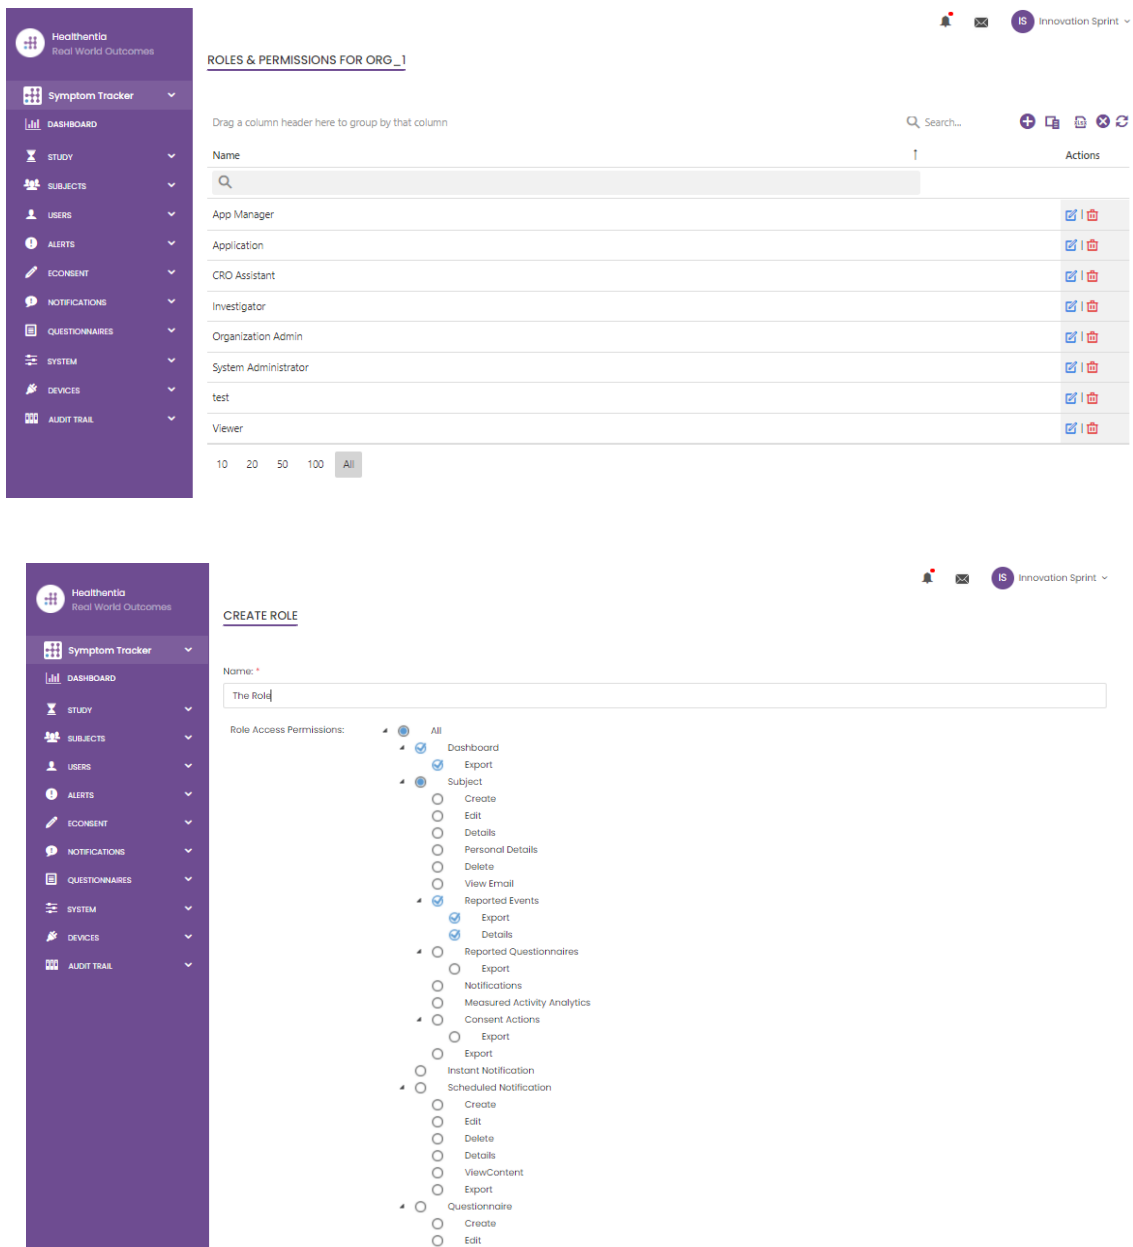 Healthentia
Real World Outcomes
IS Innovation Sprint
ROLES & PERMISSIONS FOR ORG_1
Symptom Tracker
DASHBOARD
STUDY
SUBJECTS
USERS
ALERTS
ECONSENT
NOTIFICATIONS
QUESTIONNAIRES
SYSTEM
DEVICES
AUDIT TRAIL
Drag a column header here to group by that column
Search...
Name Actions
App Manager
Application
CRO Assistant
Investigator
Organization Admin
System Administrator
test
Viewer
10 20 50 100 All
Healthentia
Real World Outcomes
IS Innovation Sprint
CREATE ROLE
Symptom Tracker
DASHBOARD
STUDY
SUBJECTS
USERS
ALERTS
ECONSENT
NOTIFICATIONS
QUESTIONNAIRES
SYSTEM
DEVICES
AUDIT TRAIL
Name: *
The Role
Role Access Permissions:
All
Dashboard
Export
Subject
Create
Edit
Details
Personal Details
Delete
View Email
Reported Events
Export
Details
Reported Questionnaires
Export
Notifications
Measured Activity Analytics
Consent Actions
Export
Export
Instant Notification
Scheduled Notification
Create
Edit
Delete
Details
ViewContent
Export
Questionnaire
Create
Edit